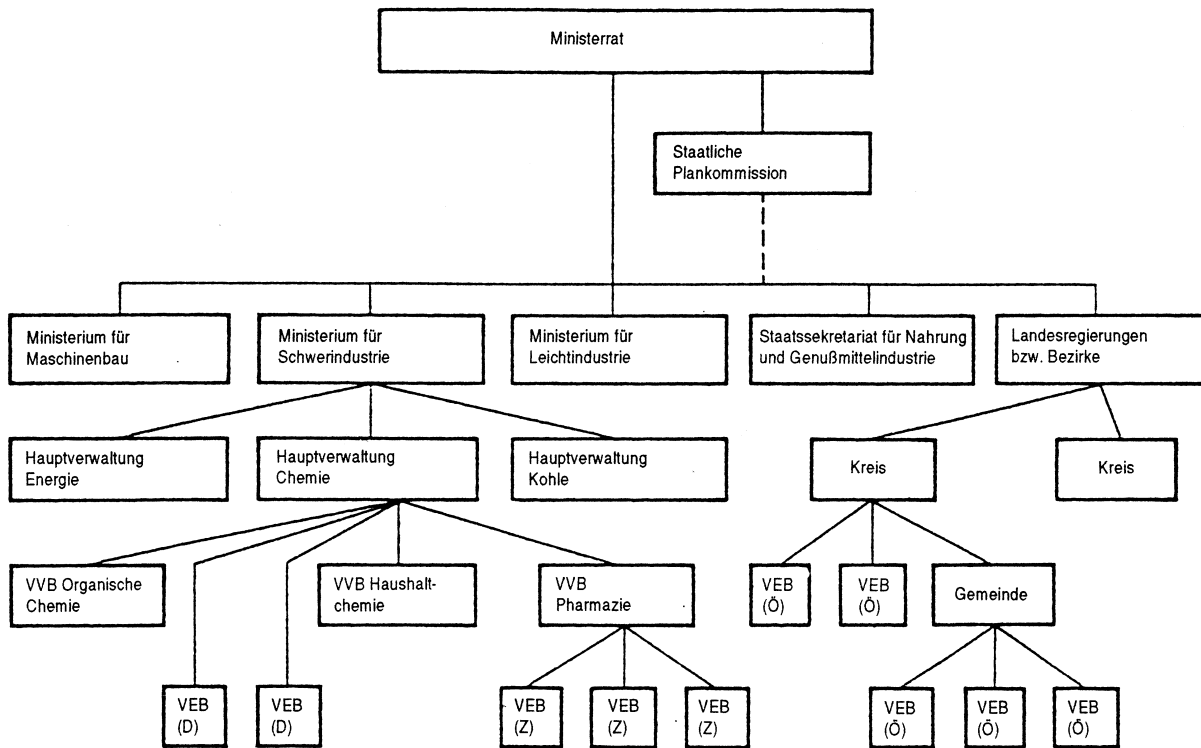 Ministerrat
Staatliche
Plankommission
Ministerium für
Maschinenbau
Ministerium für
Schwerindustrie
Ministerium für
Leichtindustrie
Staatssekretariat für Nahrung
und Genußmittelindustrie
Landesregierungen
bzw. Bezirke
Hauptverwaltung
Energie
Hauptverwaltung
Chemie
Hauptverwaltung
Kohle
Kreis
Kreis
VVB Organische
Chemie
VVB Haushalt-
chemie
VVB
Pharmazie
VEB
(Ö)
VEB
(Ö)
Gemeinde
VEB
(D)
VEB
(D)
VEB
(Z)
VEB
(Z)
VEB
(Z)
VEB
(Ö)
VEB
(Ö)
VEB
(Ö)